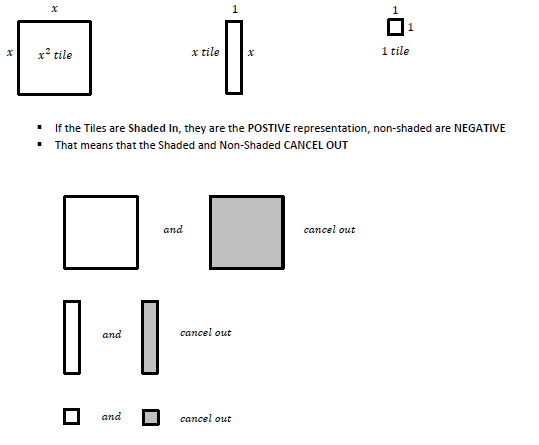 x 1 1
x x² tile x tile x 1
1 tile
▪ If the Tiles are Shaded In, they are the POSTIVE representation, non-shaded are NEGATIVE
▪ That means that the Shaded and Non-Shaded CANCEL OUT
and cancel out
and cancel out
and cancel out